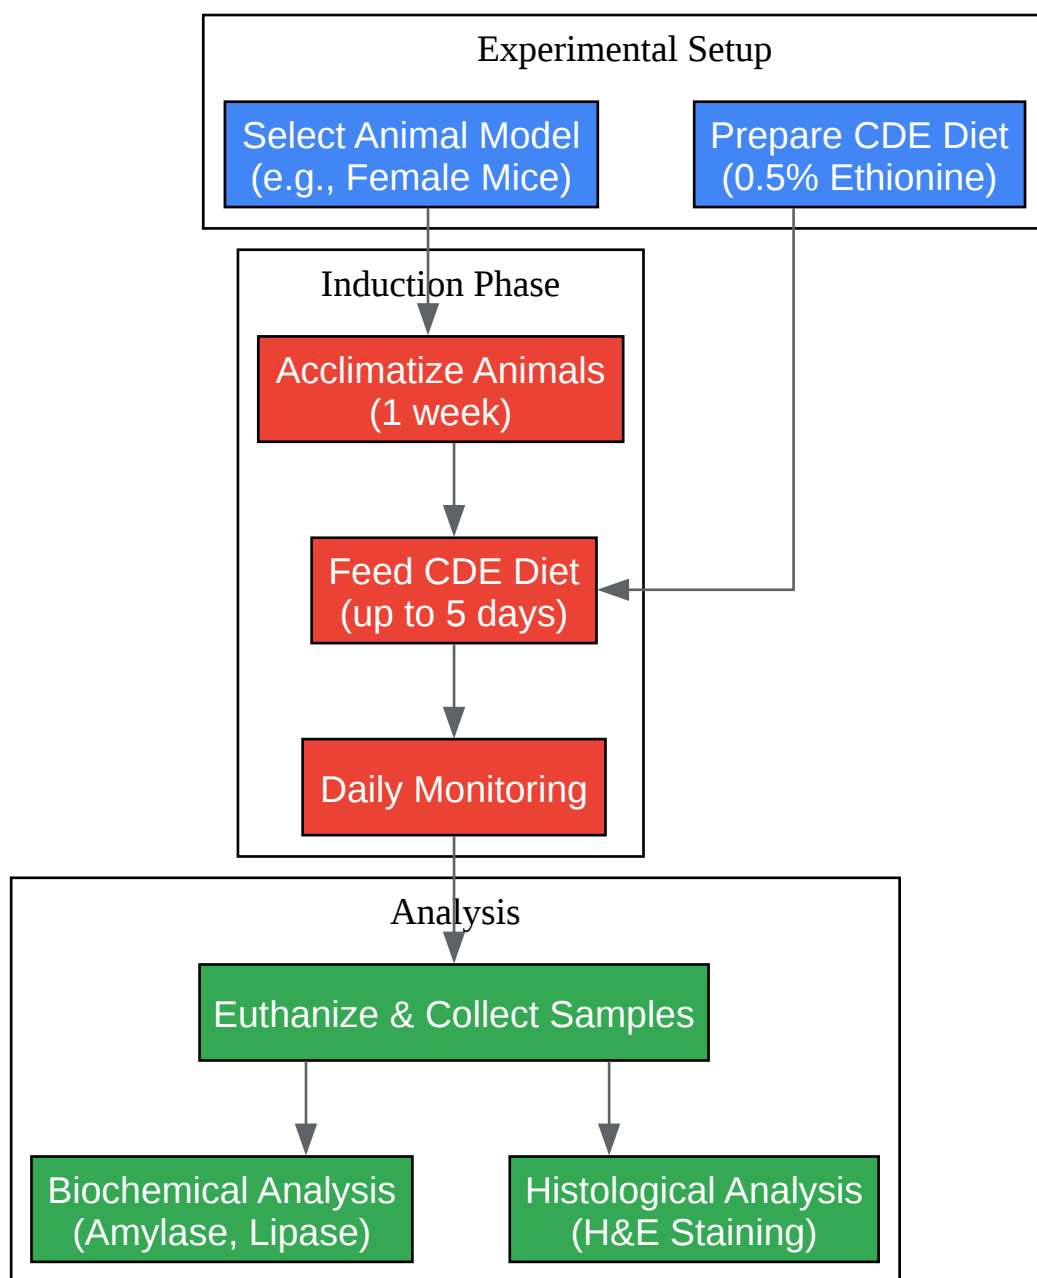 Experimental Setup
Select Animal Model
(e.g., Female Mice)
Prepare CDE Diet
(0.5% Ethionine)
Induction Phase
Acclimatize Animals
(1 week)
Feed CDE Diet
(up to 5 days)
Daily Monitoring
Analysis
Euthanize & Collect Samples
Biochemical Analysis
(Amylase, Lipase)
Histological Analysis
(H&E Staining)